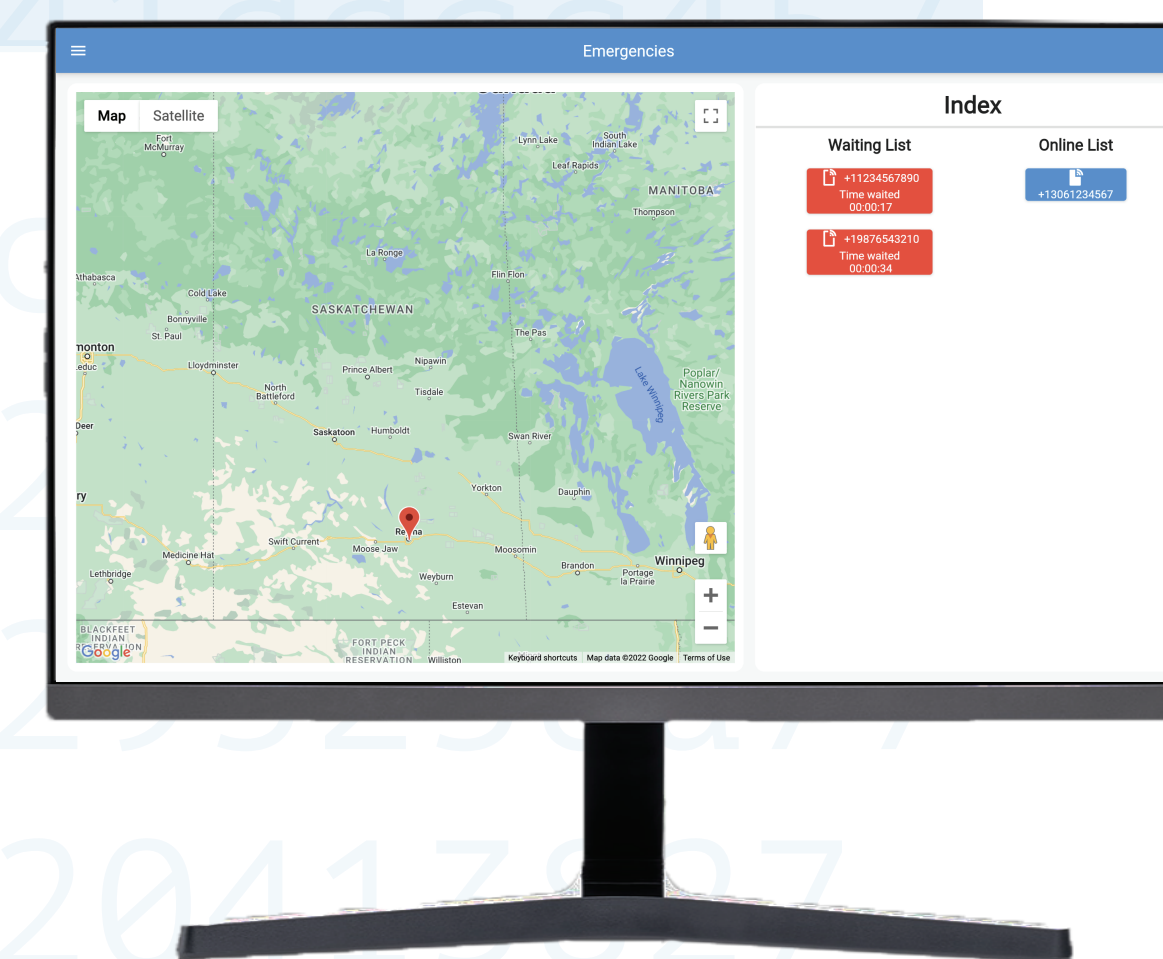 Emergencies
Map
Satellite
Index
Waiting List
Online List
+11234567890
Time waited
00:00:17
+13061234567
+19876543210
Time waited
00:00:34
Fort
McMurray
Lynn Lake
South
Indian Lake
Leaf Rapids
MANITOBA
Thompson
La Ronge
Flin Flon
Athabasca
Cold Lake
SASKATCHEWAN
Bonnyville
St. Paul
The Pas
monton
Leduc
Lloydminster
Prince Albert
Nipawin
North
Battleford
Tisdale
Lake Winnipeg
Poplar/
Nanowin
Rivers Park
Reserve
Deer
Saskatoon
Humboldt
Swan River
ry
Yorkton
Dauphin
Medicine Hat
Swift Current
Moose Jaw
Moosomin
Winnipeg
Lethbridge
Weyburn
Brandon
Portage
la Prairie
Estevan
BLACKFEET
INDIAN
RESERVATION
Google
FORT PECK
INDIAN
RESERVATION
Williston
Keyboard shortcuts
Map data ©2022 Google
Terms of Use
20413827